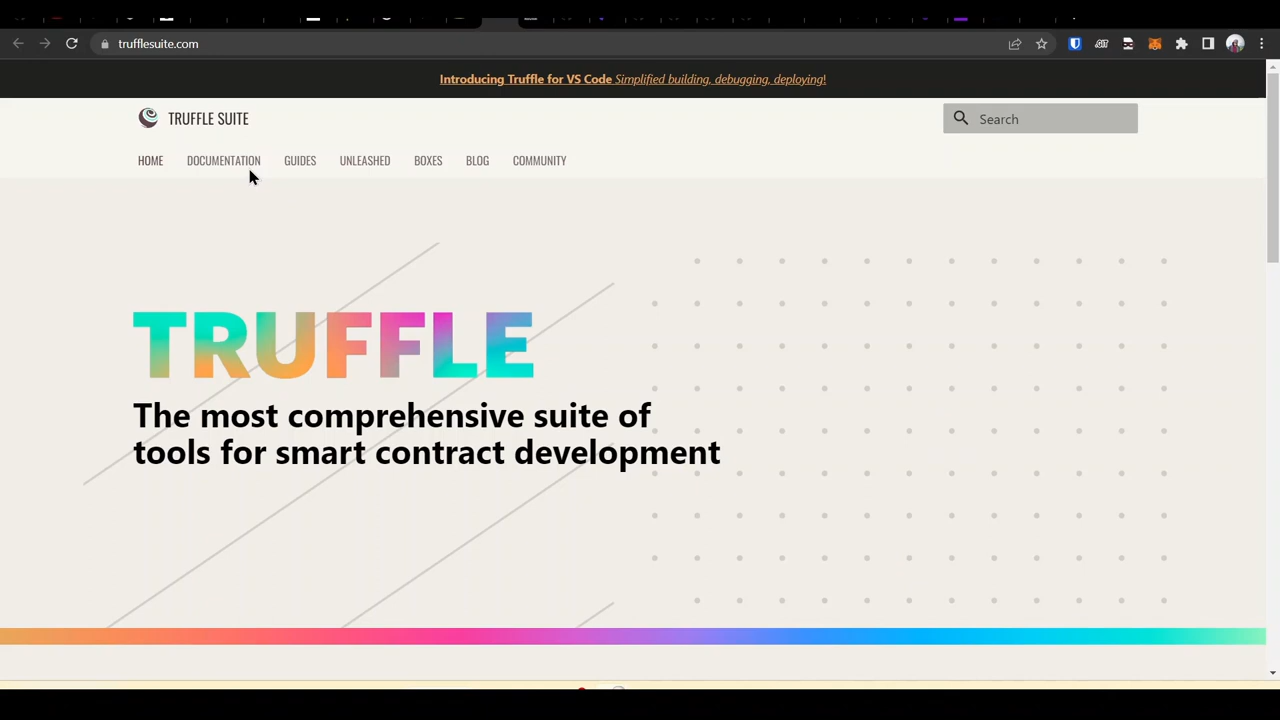 trufflesuite.com
Introducing Truffle for VS Code Simplified building, debugging, deploying!
TRUFFLE SUITE
Search
HOME DOCUMENTATION GUIDES UNLEASHED BOXES BLOG COMMUNITY
TRUFFLE
The most comprehensive suite of
tools for smart contract development